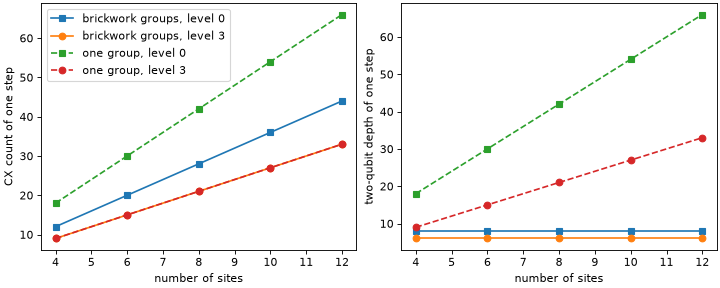 brickwork groups, level 0
brickwork groups, level 3
one group, level 0
one group, level 3
CX count of one step
60
50
40
30
20
10
4 5 6 7 8 9 10 11 12
number of sites
two-qubit depth of one step
60
50
40
30
20
10
4 5 6 7 8 9 10 11 12
number of sites